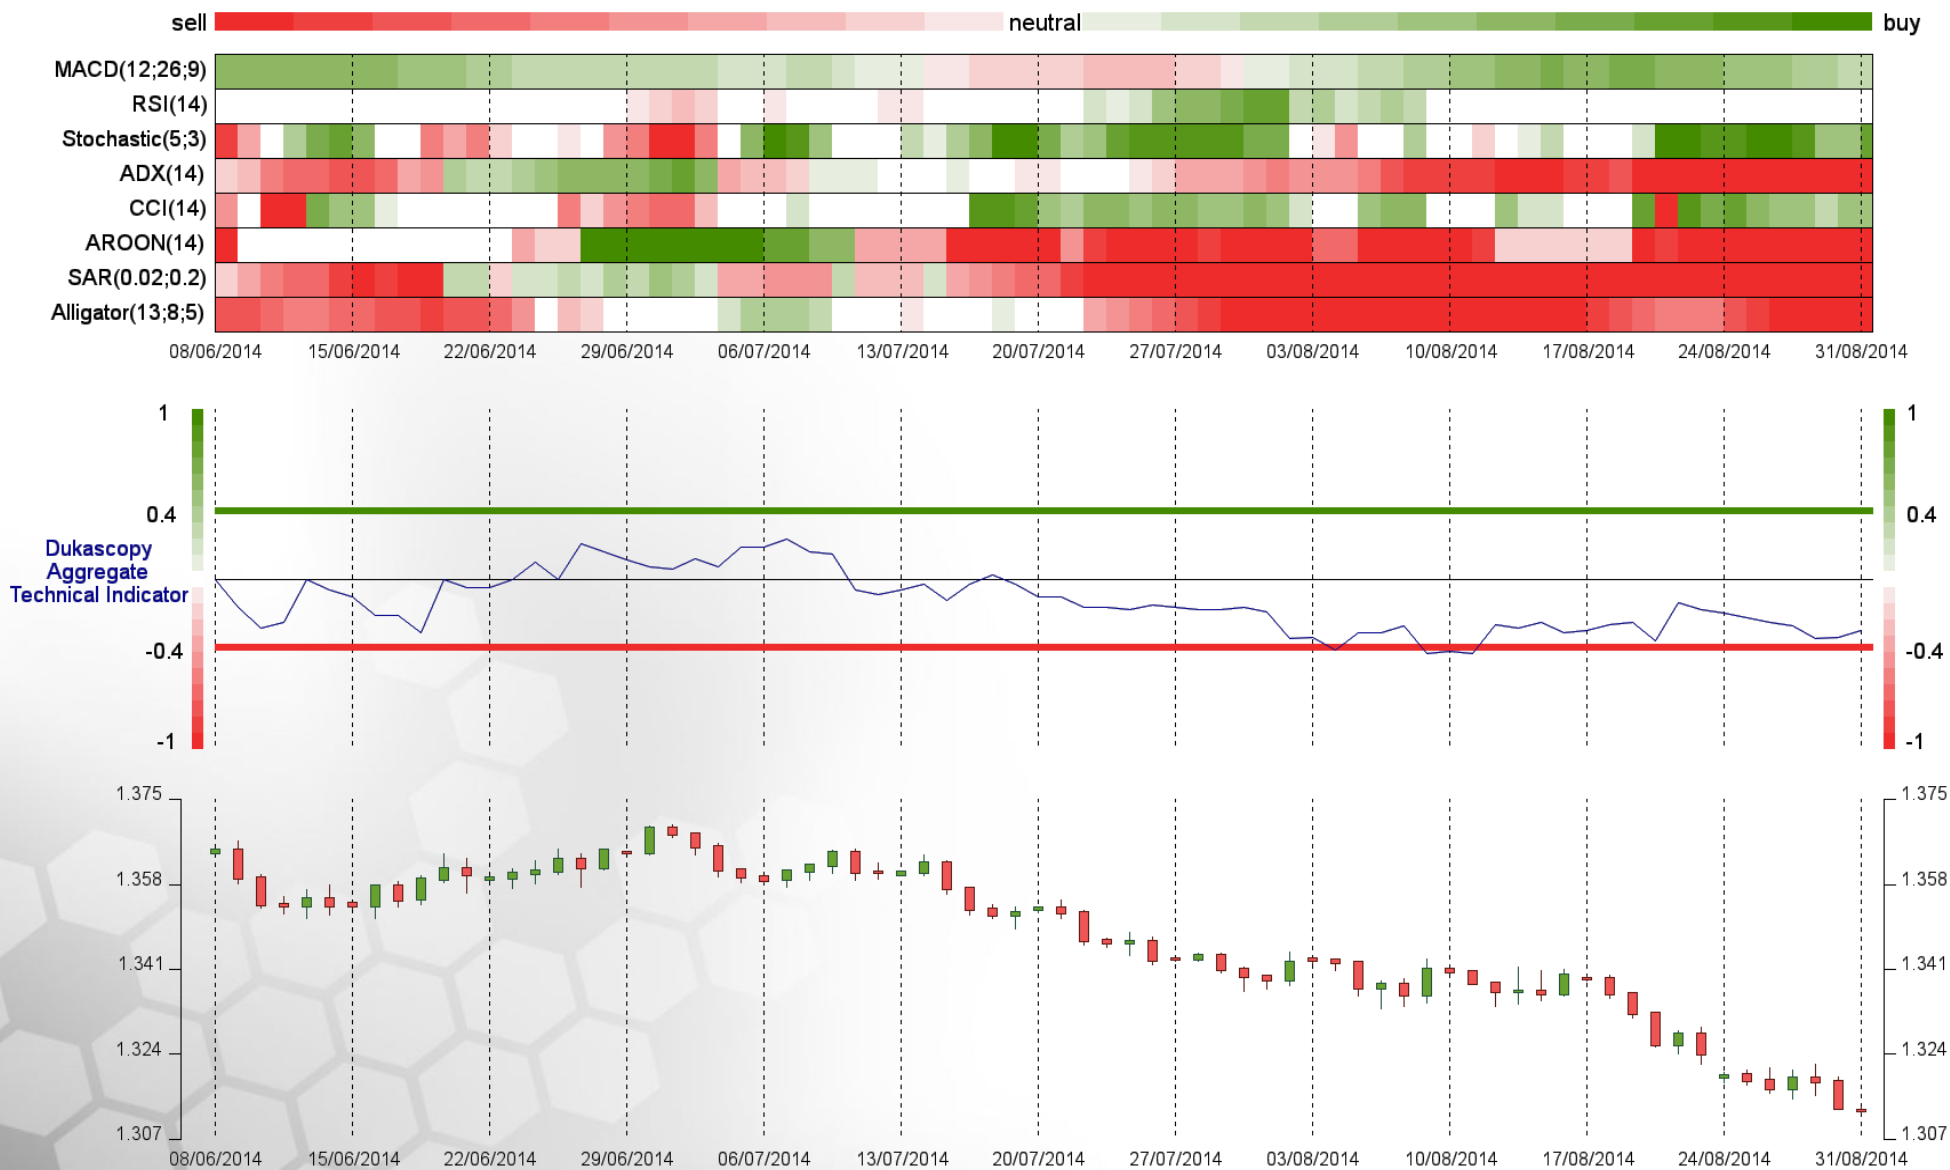 sell neutral buy
MACD(12;26;9)
RSI(14)
Stochastic(5;3)
ADX(14)
CCI(14)
AROON(14)
SAR(0.02;0.2)
Alligator(13;8;5)
08/06/2014 15/06/2014 22/06/2014 29/06/2014 06/07/2014 13/07/2014 20/07/2014 27/07/2014 03/08/2014 10/08/2014 17/08/2014 24/08/2014 31/08/2014
1 1
0.4 0.4
Dukascopy
Aggregate
Technical Indicator
-0.4 -0.4
-1 -1
1.375 1.375
1.358 1.358
1.341 1.341
1.324 1.324
1.307 1.307
08/06/2014 15/06/2014 22/06/2014 29/06/2014 06/07/2014 13/07/2014 20/07/2014 27/07/2014 03/08/2014 10/08/2014 17/08/2014 24/08/2014 31/08/2014